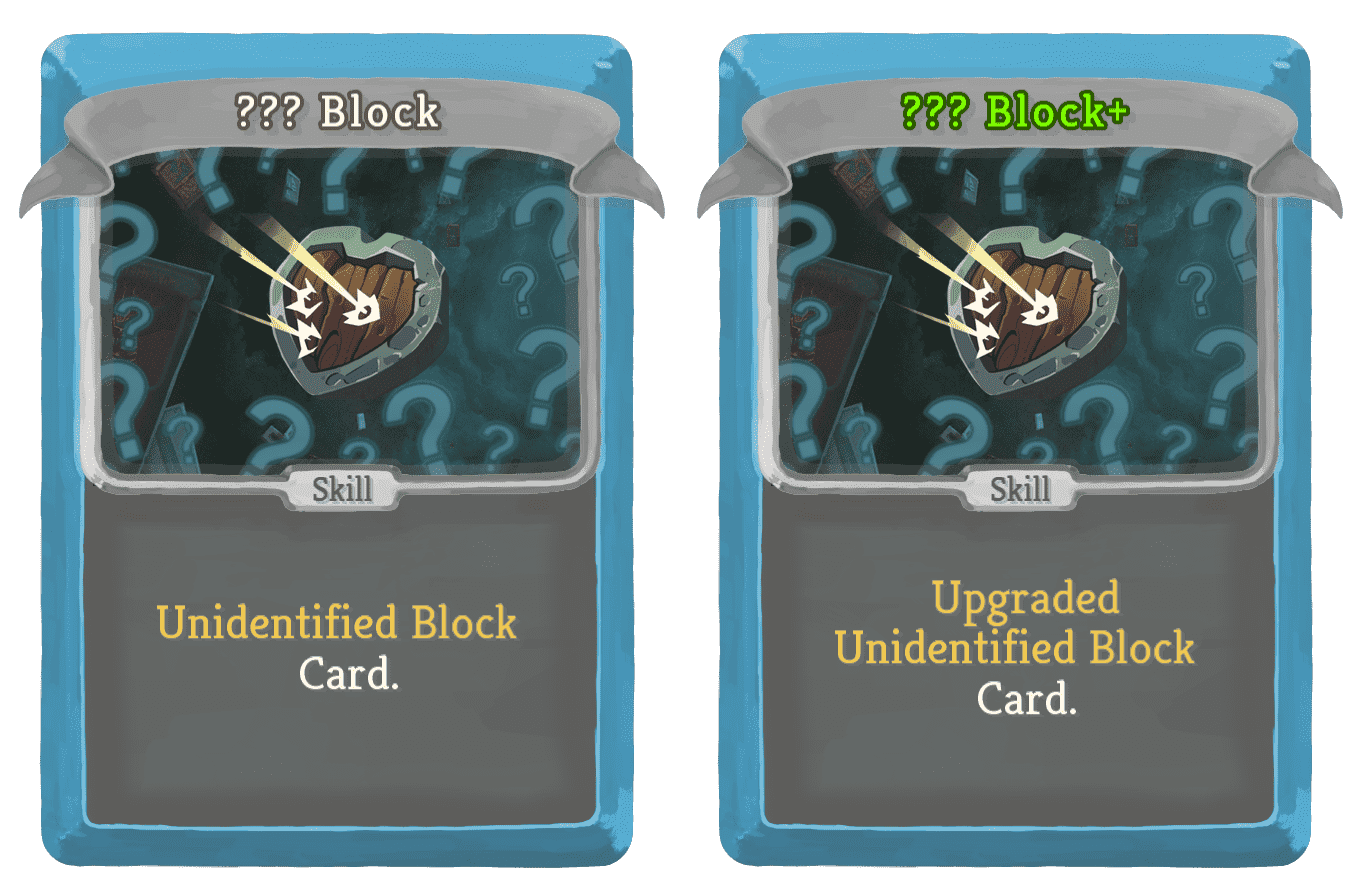 ??? Block
Skill
Unidentified Block
Card.
??? Block+
Skill
Upgraded
Unidentified Block
Card.